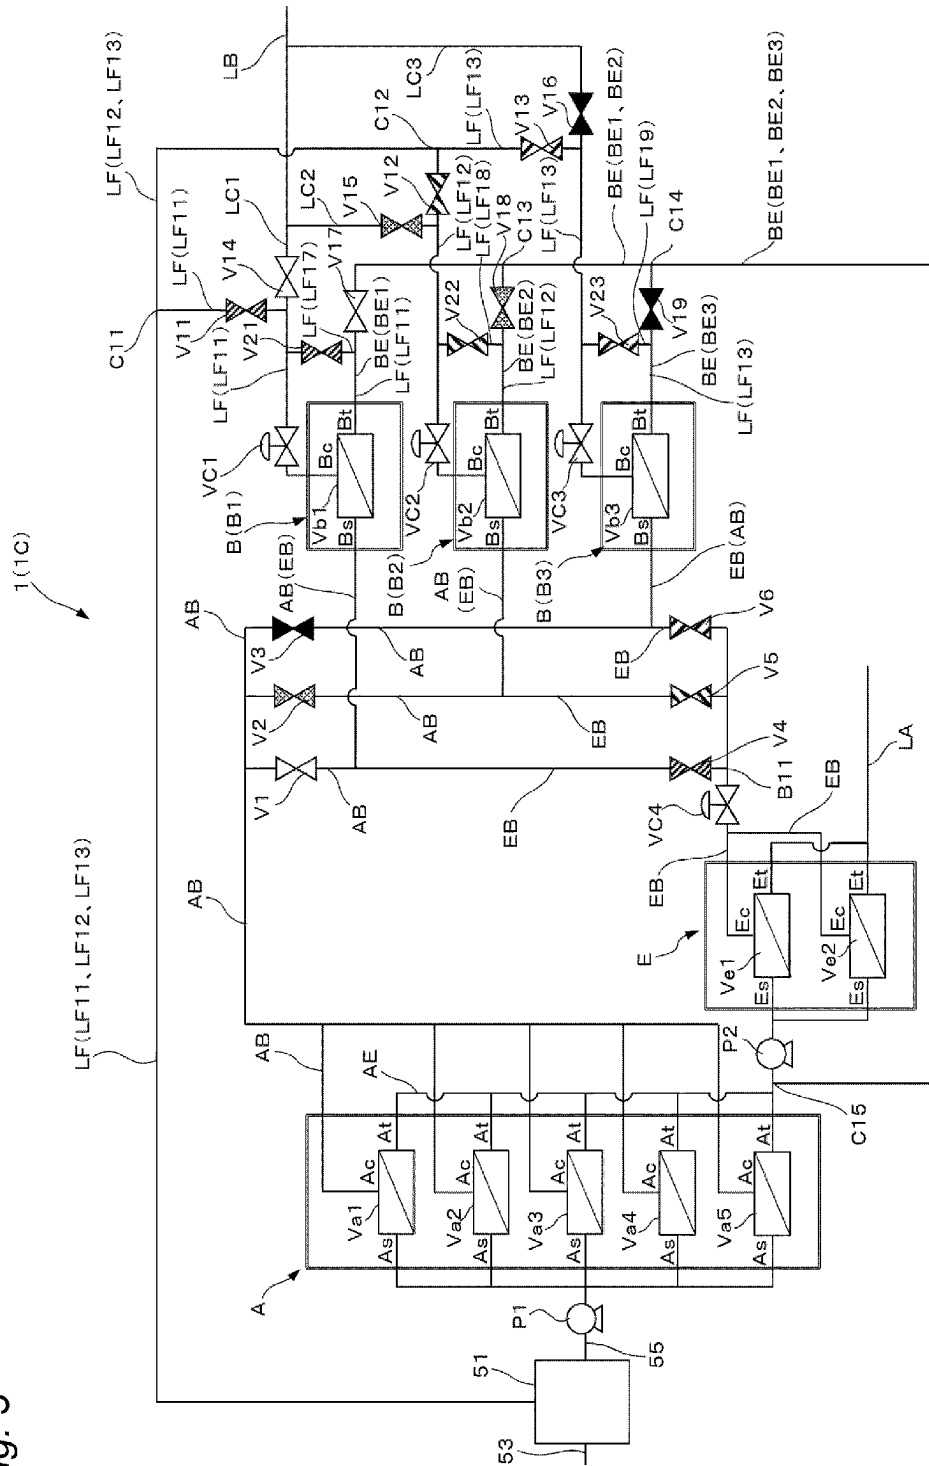 Fig. 5
1(1C)
LF(LF11、LF12、LF13)
LF(LF12、LF13)
LF(LF11)
C11
V11
LF(LF11)
V21
LF(LF17)
V14
LC1
LB
LC2
V15
V12
C12
LC3
LF(LF13)
V13
V16
V17
BE(BE1)
LF(LF11)
LF(LF12)
LF(LF18)
V18
C13
LF(LF13)
V22
BE(BE2)
LF(LF12)
V23
BE(BE1、BE2)
LF(LF19)
C14
V19
BE(BE3)
LF(LF13)
BE(BE1、BE2、BE3)
VC1
Bc
Bt
Vb1
Bs
B(B1)
VC2
Bc
Bt
Vb2
Bs
B(B2)
VC3
Bc
Bt
Vb3
Bs
B(B3)
AB(EB)
AB
(EB)
EB(AB)
AB
V3
AB
V2
AB
V1
AB
EB
V6
EB
V5
EB
V4
B11
VC4
EB
EB
LA
AB
E
Ec
Et
Ve1
Es
Ec
Et
Ve2
Es
P2
C15
AB
AE
A
Ac
At
Va1
As
Ac
At
Va2
As
Ac
At
Va3
As
Ac
At
Va4
As
Ac
At
Va5
As
P1
55
51
53